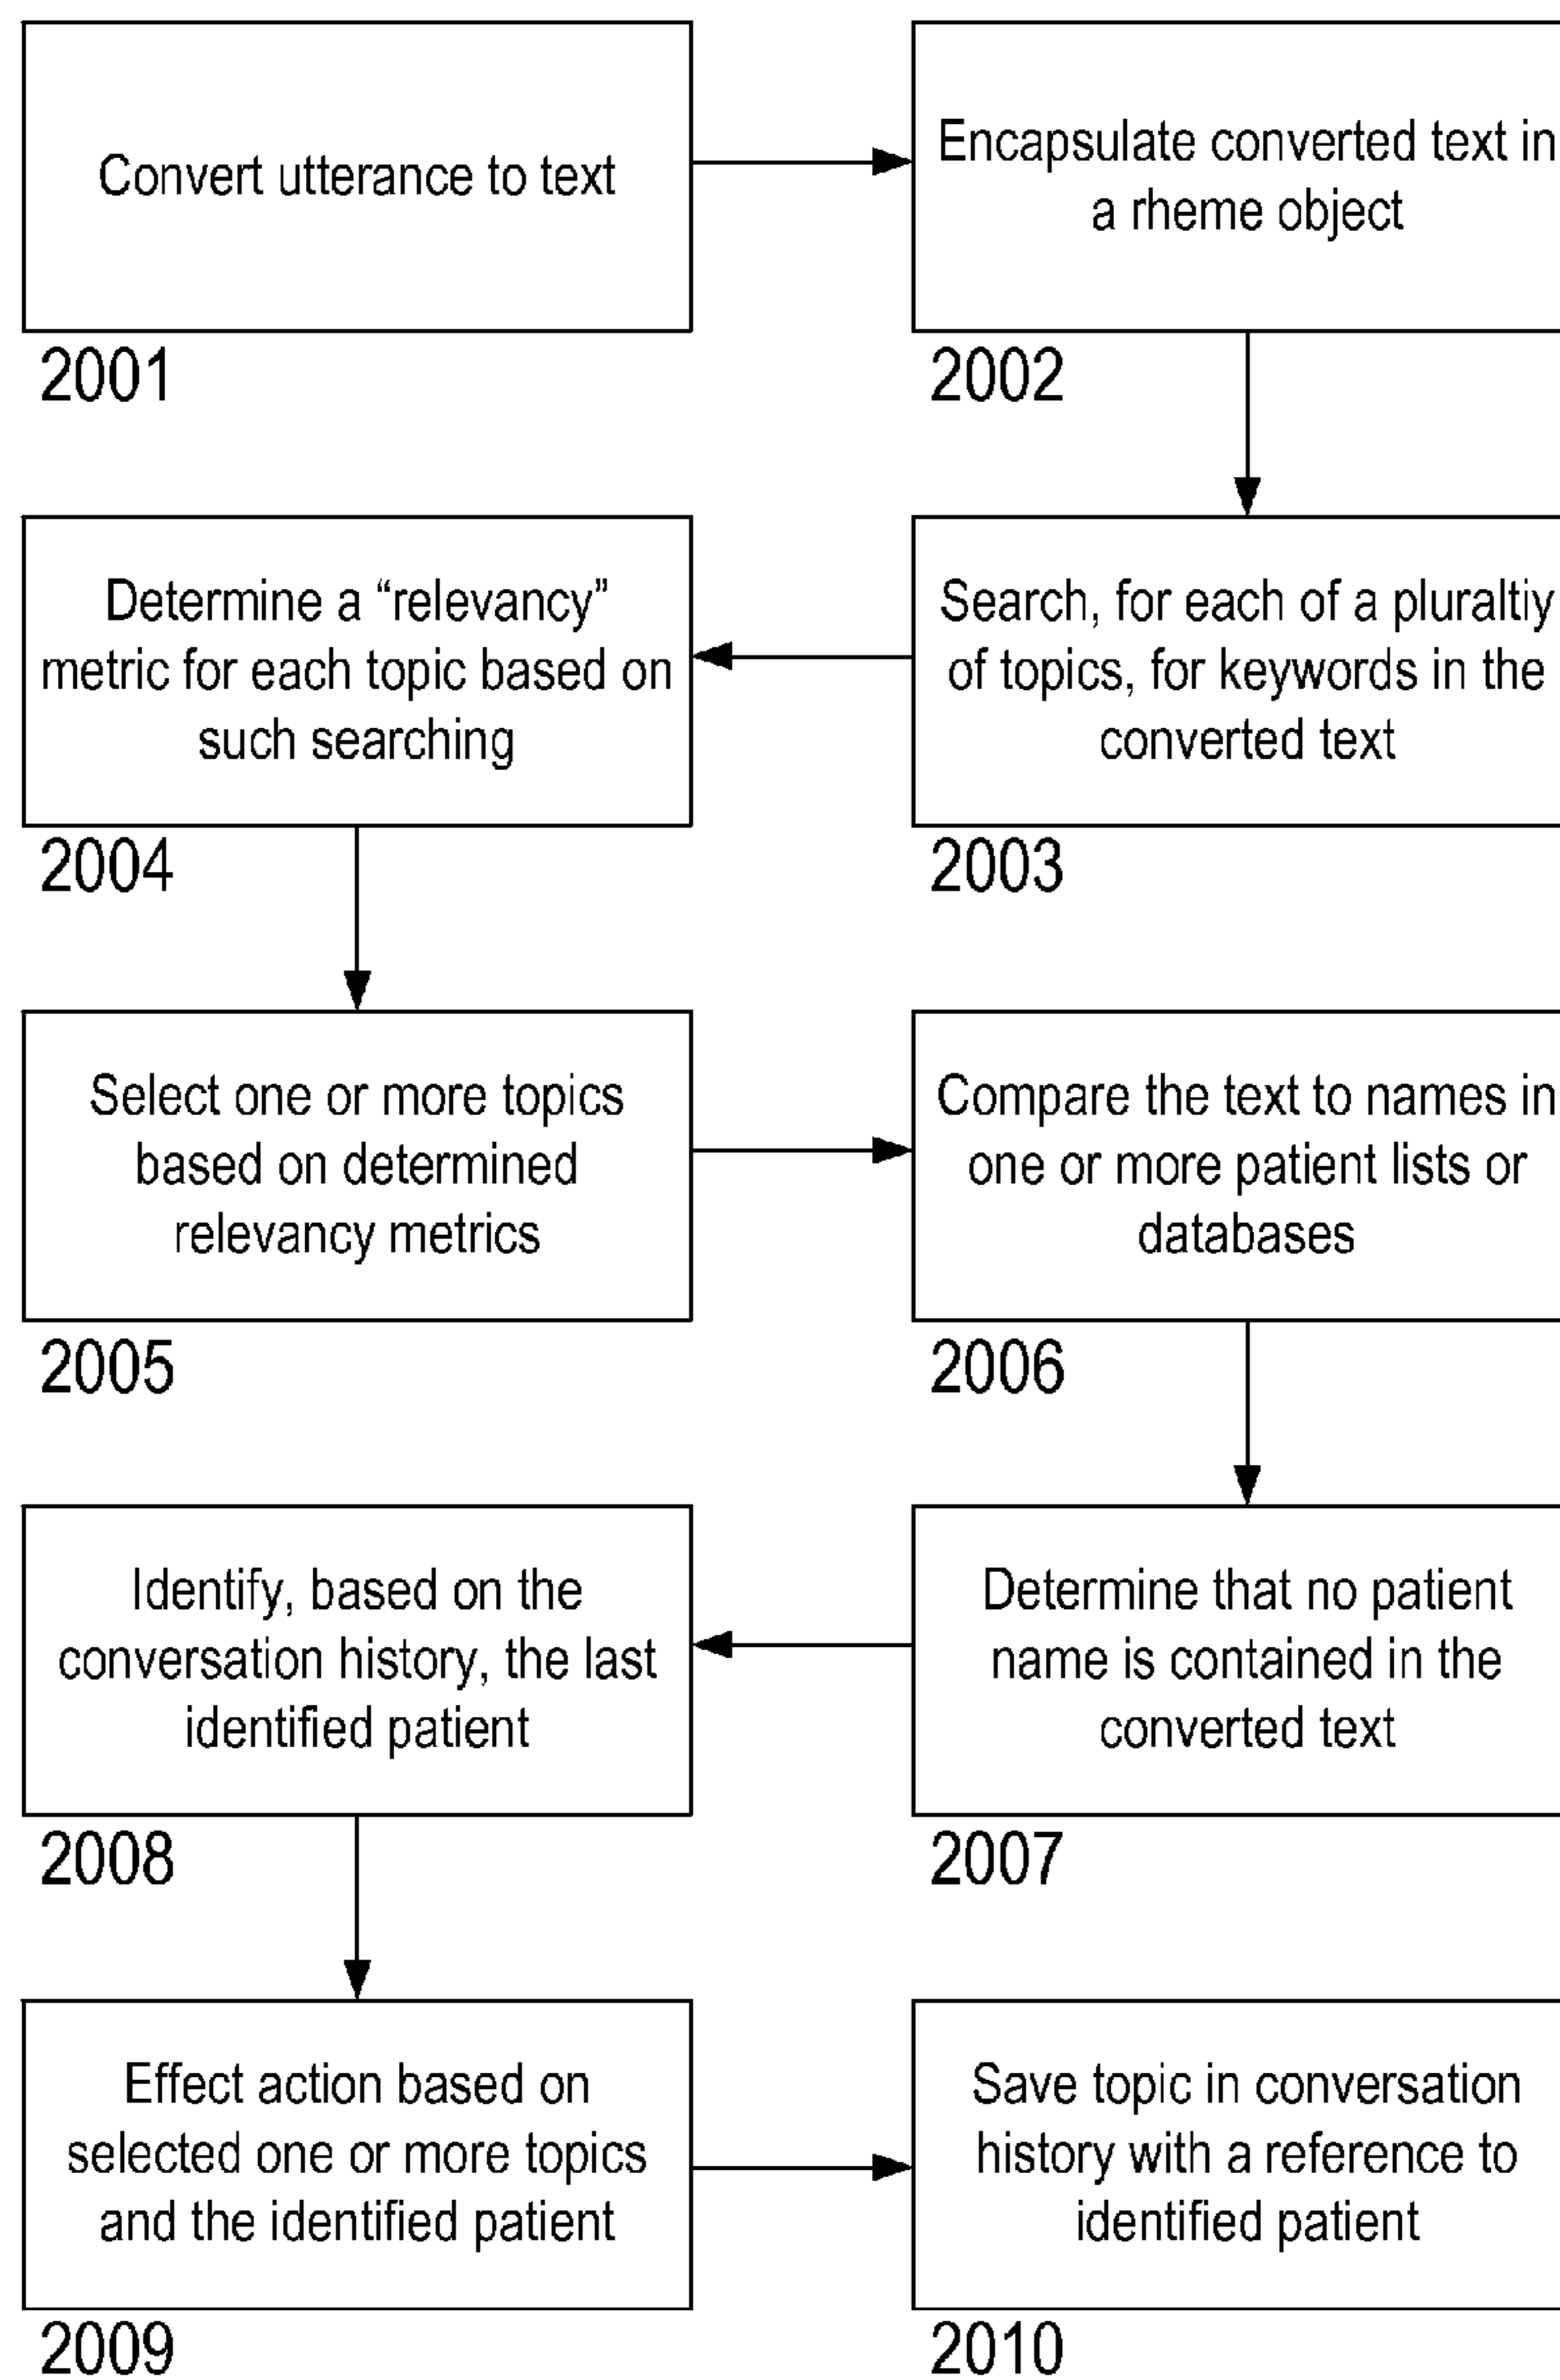 Convert utterance to text
2001
Encapsulate converted text in
a rheme object
2002
Search, for each of a pluraltiy
of topics, for keywords in the
converted text
2003
Determine a “relevancy”
metric for each topic based on
such searching
2004
Select one or more topics
based on determined
relevancy metrics
2005
Compare the text to names in
one or more patient lists or
databases
2006
Determine that no patient
name is contained in the
converted text
2007
Identify, based on the
conversation history, the last
identified patient
2008
Effect action based on
selected one or more topics
and the identified patient
2009
Save topic in conversation
history with a reference to
identified patient
2010